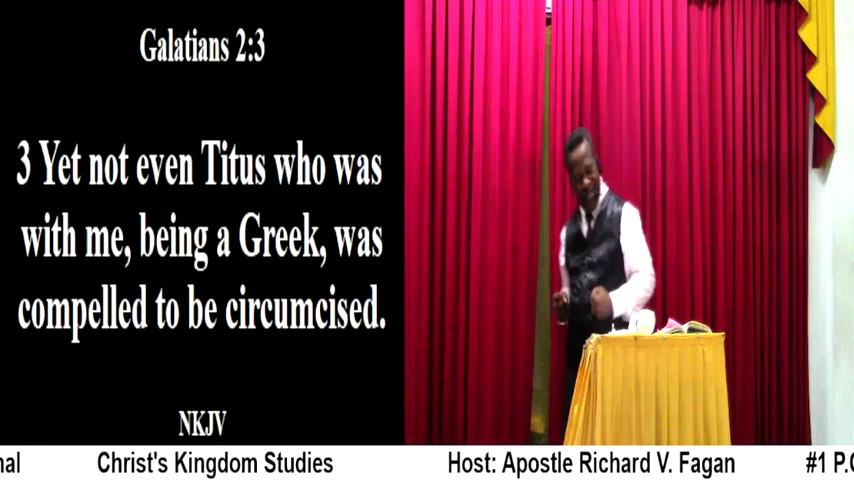 Galatians 2:3
3 Yet not even Titus who was
with me, being a Greek, was
compelled to be circumcised.
NKJV
Christ's Kingdom Studies Host: Apostle Richard V. Fagan #1